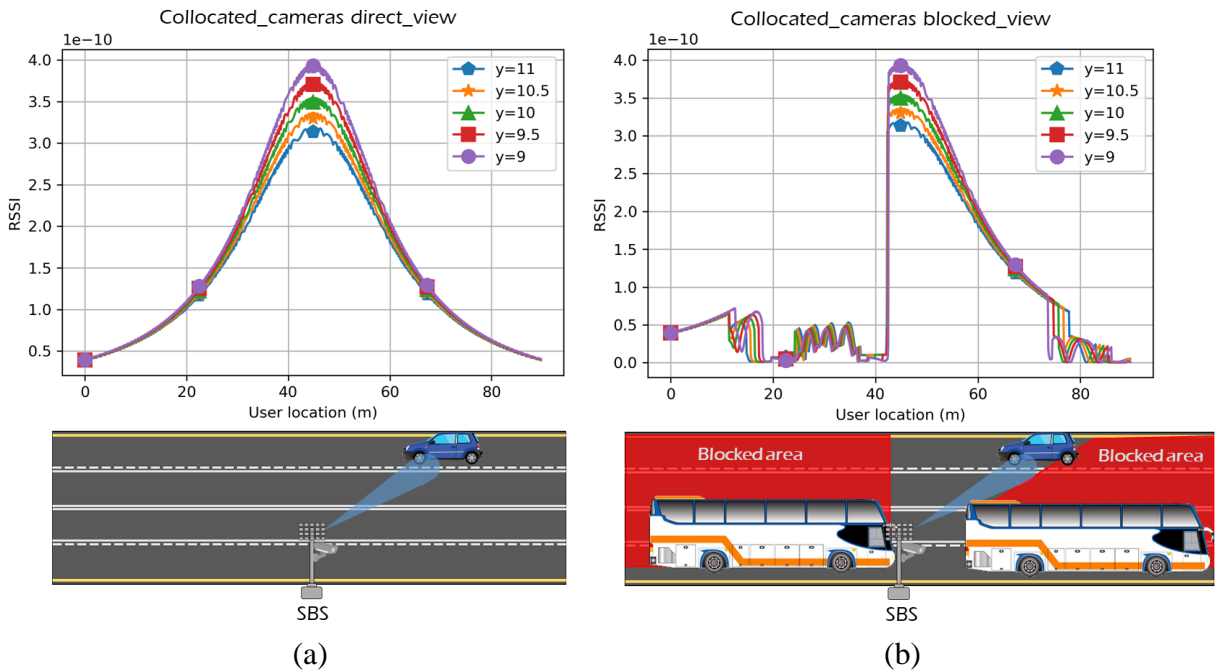 Collocated_cameras direct_view
1e−10
4.0
3.5
3.0
2.5
2.0
1.5
1.0
0.5
RSSI
y=11
y=10.5
y=10
y=9.5
y=9
0
20
40
60
80
User location (m)
SBS
(a)
Collocated_cameras blocked_view
1e−10
4.0
3.5
3.0
2.5
2.0
1.5
1.0
0.5
0.0
RSSI
y=11
y=10.5
y=10
y=9.5
y=9
0
20
40
60
80
User location (m)
Blocked area
Blocked area
SBS
(b)